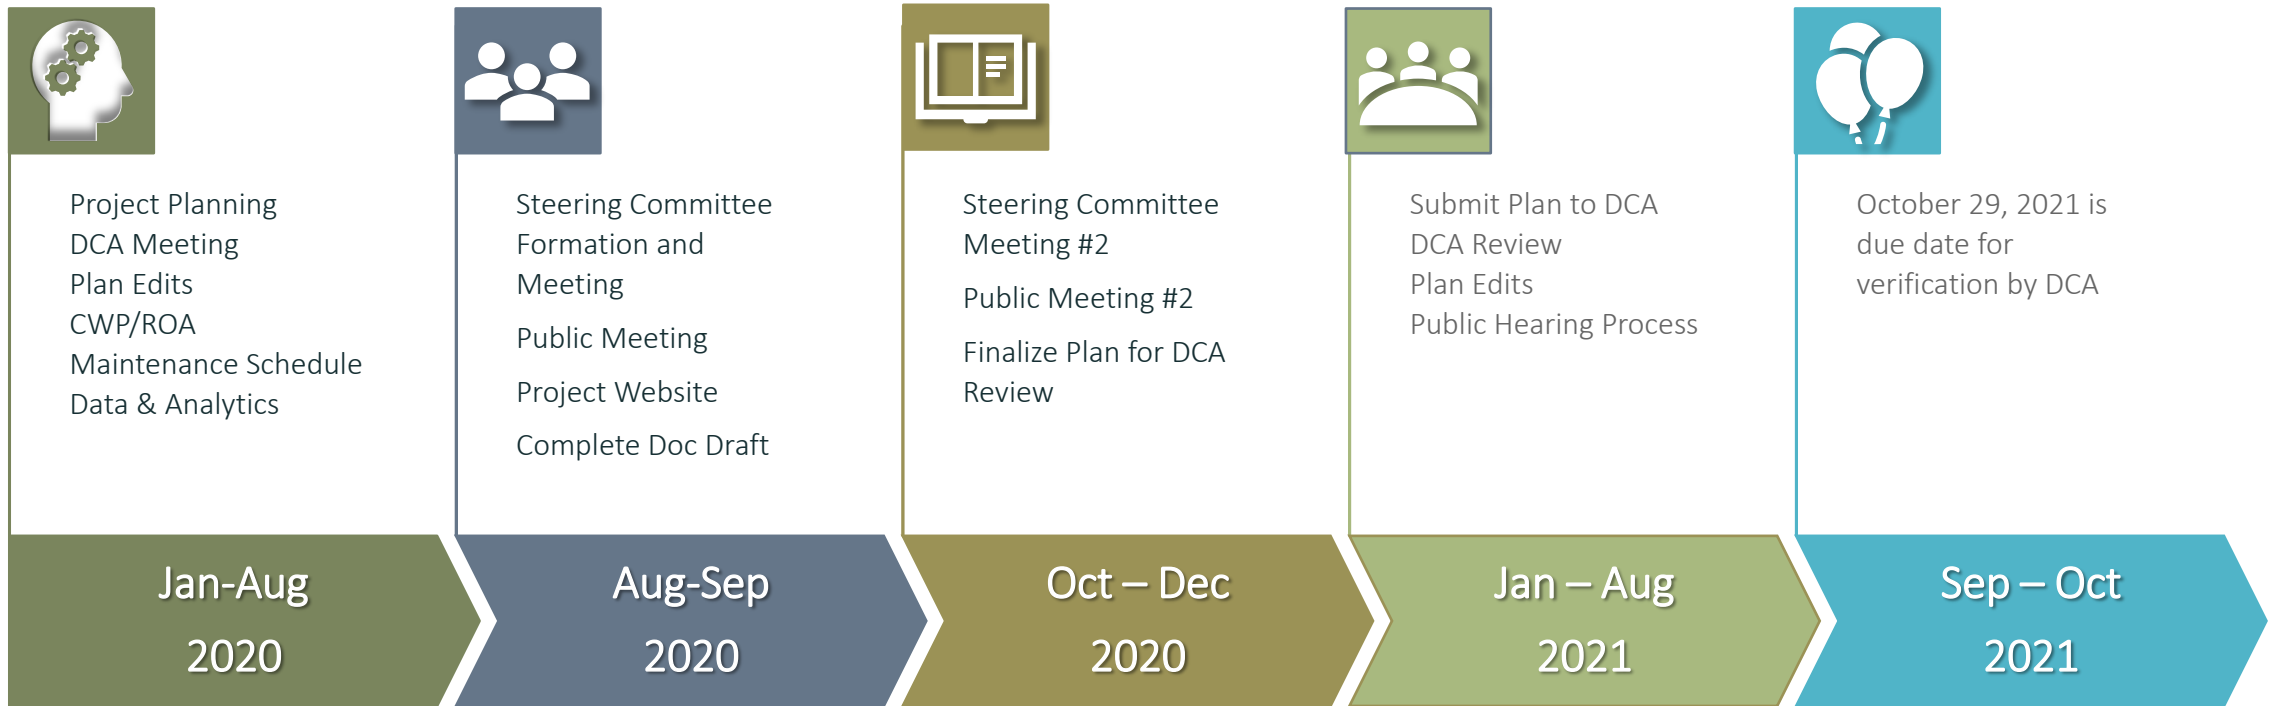 Project Planning
DCA Meeting
Plan Edits
CWP/ROA
Maintenance Schedule
Data & Analytics
Jan-Aug
2020
Steering Committee
Formation and
Meeting
Public Meeting
Project Website
Complete Doc Draft
Aug-Sep
2020
Steering Committee
Meeting #2
Public Meeting #2
Finalize Plan for DCA
Review
Oct – Dec
2020
Submit Plan to DCA
DCA Review
Plan Edits
Public Hearing Process
Jan – Aug
2021
October 29, 2021 is
due date for
verification by DCA
Sep – Oct
2021